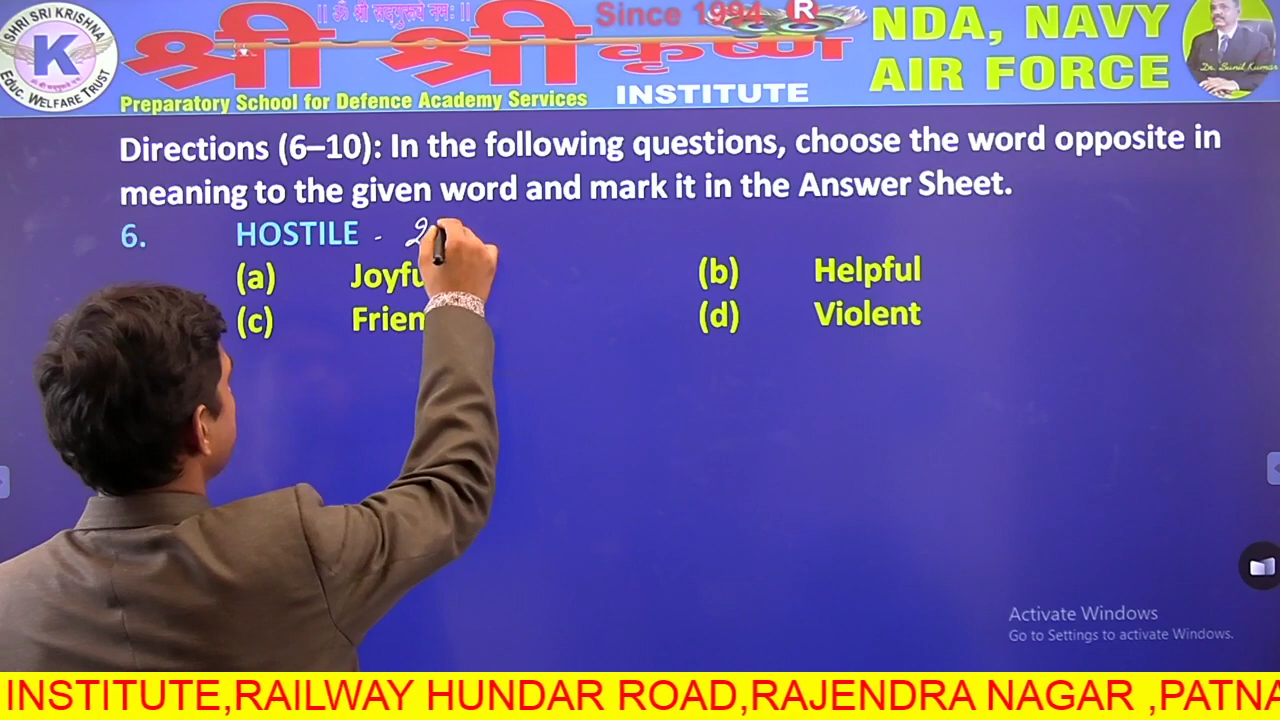 SHRI SRI KRISHNA
K
Educ. WELFARE TRUST
|| ॐ श्री सद्गुरुवे नमः ||
श्री श्री कृष्णा
Since 1994
R
INSTITUTE
Preparatory School for Defence Academy Services
NDA, NAVY
AIR FORCE
Dr. Sunil Kumar
Directions (6–10): In the following questions, choose the word opposite in
meaning to the given word and mark it in the Answer Sheet.
6. HOSTILE -
(a) Joyfu (b) Helpful
(c) Frien (d) Violent
Activate Windows
Go to Settings to activate Windows.
INSTITUTE,RAILWAY HUNDAR ROAD,RAJENDRA NAGAR ,PATNA